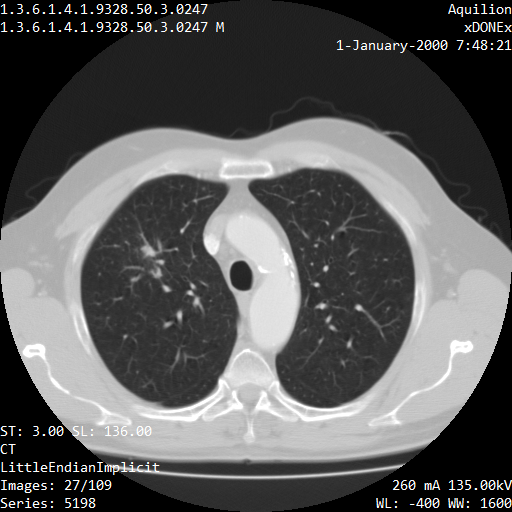 1.3.6.1.4.1.9328.50.3.0247
Aquilion
1.3.6.1.4.1.9328.50.3.0247 M
xDONEx
1-January-2000 7:48:21
ST: 3.00 SL: 136.00
CT
LittleEndianImplicit
Images: 27/109
260 mA 135.00kV
Series: 5198
WL: -400 WW: 1600